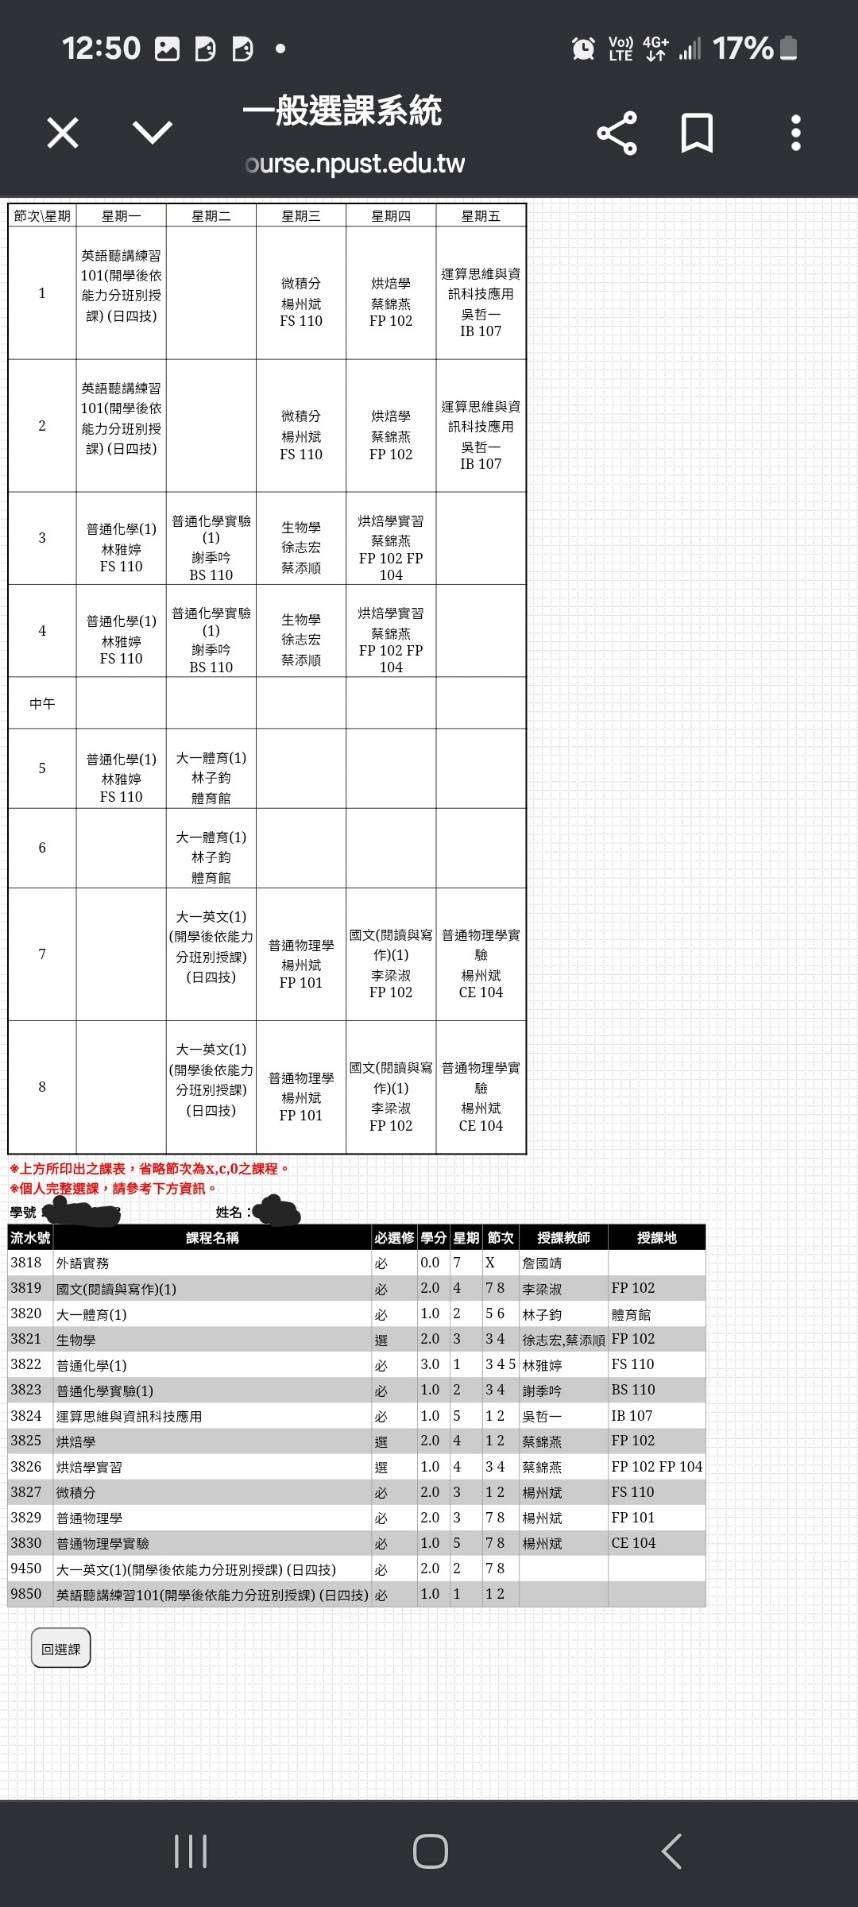 12:50
Vo)) LTE 4G+ 17%
一般選課系統
ourse.npust.edu.tw
節次\星期 星期一 星期二 星期三 星期四 星期五
1
英語聽講練習
101(開學後依
能力分班別授
課) (日四技)
微積分
楊州斌
FS 110
烘焙學
蔡錦燕
FP 102
運算思維與資
訊科技應用
吳哲一
IB 107
2
英語聽講練習
101(開學後依
能力分班別授
課) (日四技)
微積分
楊州斌
FS 110
烘焙學
蔡錦燕
FP 102
運算思維與資
訊科技應用
吳哲一
IB 107
3
普通化學(1)
林雅婷
FS 110
普通化學實驗
(1)
謝季吟
BS 110
生物學
徐志宏
蔡添順
烘焙學實習
蔡錦燕
FP 102 FP
104
4
普通化學(1)
林雅婷
FS 110
普通化學實驗
(1)
謝季吟
BS 110
生物學
徐志宏
蔡添順
烘焙學實習
蔡錦燕
FP 102 FP
104
中午
5
普通化學(1)
林雅婷
FS 110
大一體育(1)
林子鈞
體育館
6
大一體育(1)
林子鈞
體育館
7
大一英文(1)
(開學後依能力
分班別授課)
(日四技)
普通物理學
楊州斌
FP 101
國文(閱讀與寫
作)(1)
李梁淑
FP 102
普通物理學實
驗
楊州斌
CE 104
8
大一英文(1)
(開學後依能力
分班別授課)
(日四技)
普通物理學
楊州斌
FP 101
國文(閱讀與寫
作)(1)
李梁淑
FP 102
普通物理學實
驗
楊州斌
CE 104
※上方所印出之課表，省略節次為x,c,0之課程。
※個人完整選課，請參考下方資訊。
學號： 姓名：
流水號 課程名稱 必選修 學分 星期 節次 授課教師 授課地
3818 外語實務 必 0.0 7 X 詹國靖
3819 國文(閱讀與寫作)(1) 必 2.0 4 7 8 李梁淑 FP 102
3820 大一體育(1) 必 1.0 2 5 6 林子鈞 體育館
3821 生物學 選 2.0 3 3 4 徐志宏,蔡添順 FP 102
3822 普通化學(1) 必 3.0 1 3 4 5 林雅婷 FS 110
3823 普通化學實驗(1) 必 1.0 2 3 4 謝季吟 BS 110
3824 運算思維與資訊科技應用 必 1.0 5 1 2 吳哲一 IB 107
3825 烘焙學 選 2.0 4 1 2 蔡錦燕 FP 102
3826 烘焙學實習 選 1.0 4 3 4 蔡錦燕 FP 102 FP 104
3827 微積分 必 2.0 3 1 2 楊州斌 FS 110
3829 普通物理學 必 2.0 3 7 8 楊州斌 FP 101
3830 普通物理學實驗 必 1.0 5 7 8 楊州斌 CE 104
9450 大一英文(1)(開學後依能力分班別授課) (日四技) 必 2.0 2 7 8
9850 英語聽講練習101(開學後依能力分班別授課) (日四技) 必 1.0 1 1 2
回選課